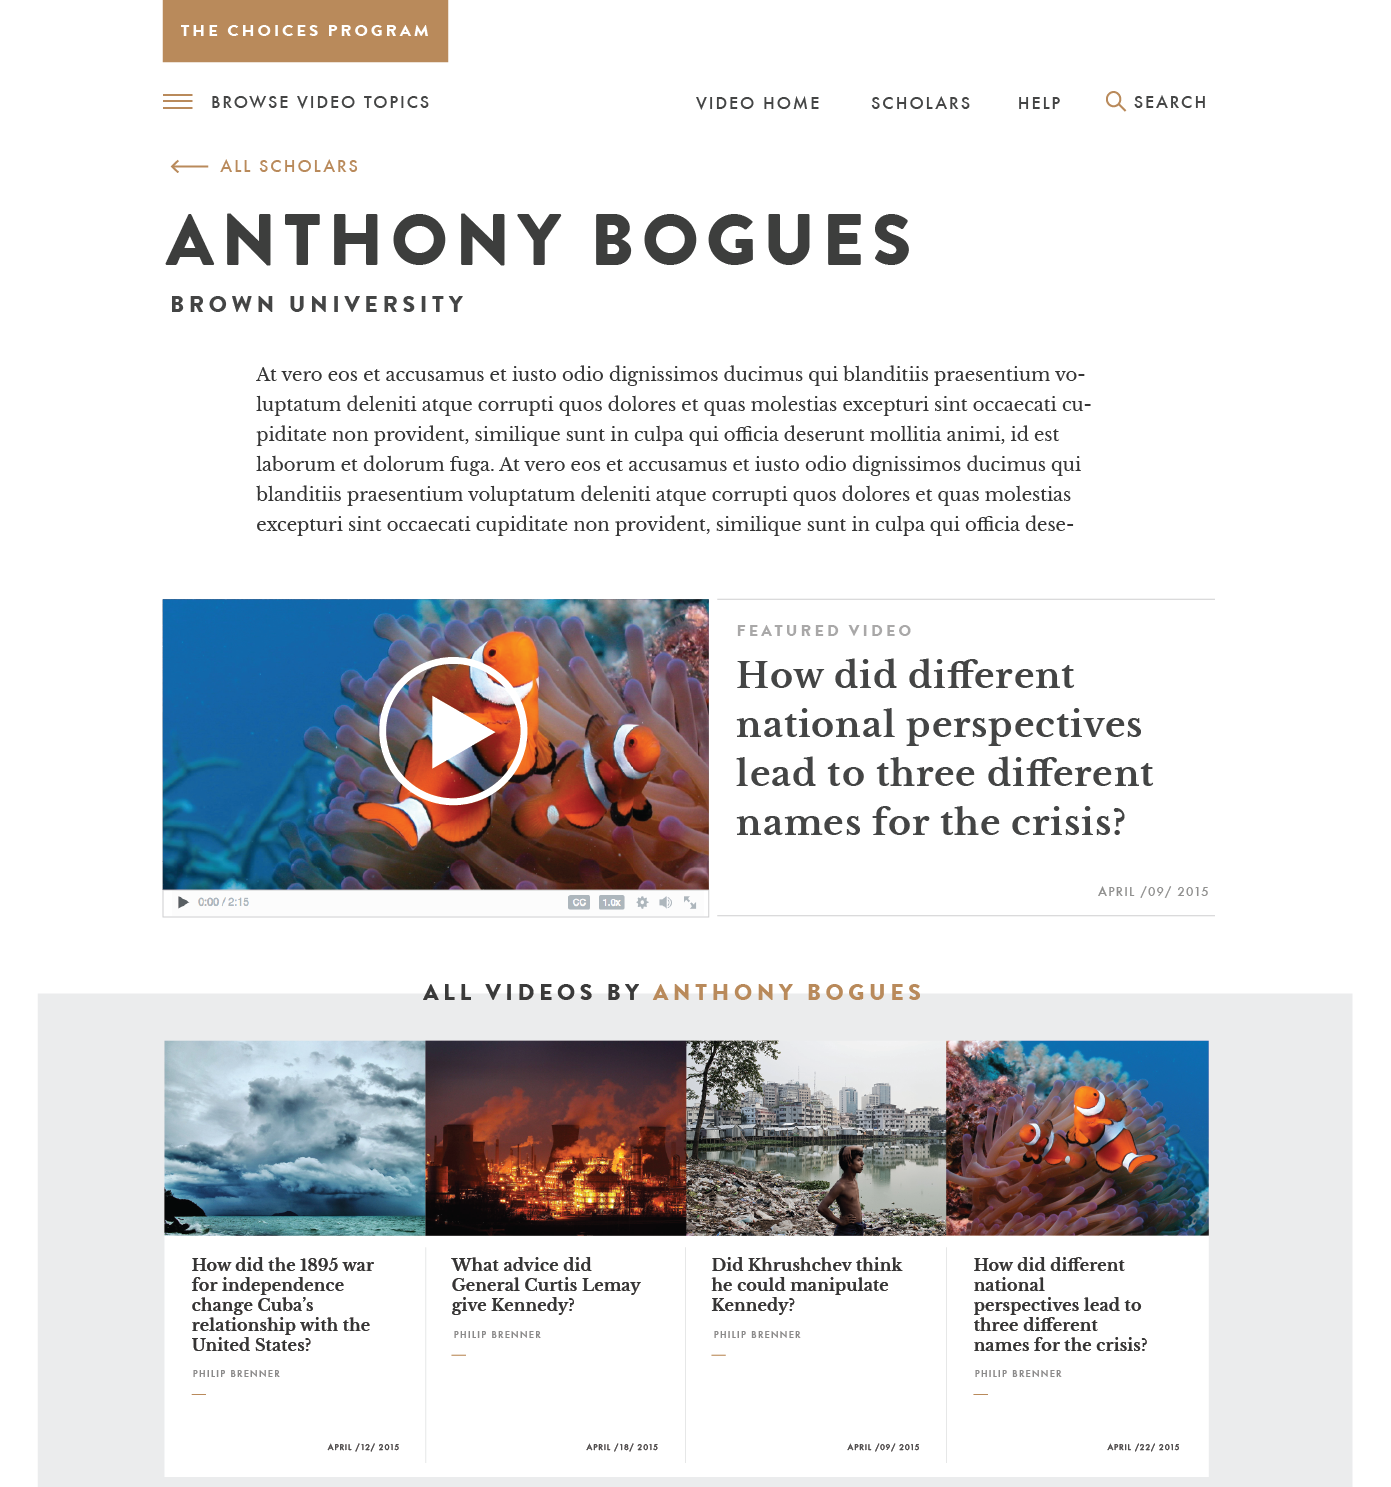 THE CHOICES PROGRAM
BROWSE VIDEO TOPICS
VIDEO HOME
SCHOLARS
HELP
SEARCH
ALL SCHOLARS
ANTHONY BOGUES
BROWN UNIVERSITY
At vero eos et accusamus et iusto odio dignissimos ducimus qui blanditiis praesentium vo-
luptatum deleniti atque corrupti quos dolores et quas molestias excepturi sint occaecati cu-
piditate non provident, similique sunt in culpa qui officia deserunt mollitia animi, id est
laborum et dolorum fuga. At vero eos et accusamus et iusto odio dignissimos ducimus qui
blanditiis praesentium voluptatum deleniti atque corrupti quos dolores et quas molestias
excepturi sint occaecati cupiditate non provident, similique sunt in culpa qui officia dese-
0:00 / 2:15
CC
1.0x
FEATURED VIDEO
How did different
national perspectives
lead to three different
names for the crisis?
APRIL /09/ 2015
ALL VIDEOS BY ANTHONY BOGUES
How did the 1895 war
for independence
change Cuba’s
relationship with the
United States?
PHILIP BRENNER
APRIL /12/ 2015
What advice did
General Curtis Lemay
give Kennedy?
PHILIP BRENNER
APRIL /18/ 2015
Did Khrushchev think
he could manipulate
Kennedy?
PHILIP BRENNER
APRIL /09/ 2015
How did different
national
perspectives lead to
three different
names for the crisis?
PHILIP BRENNER
APRIL /22/ 2015